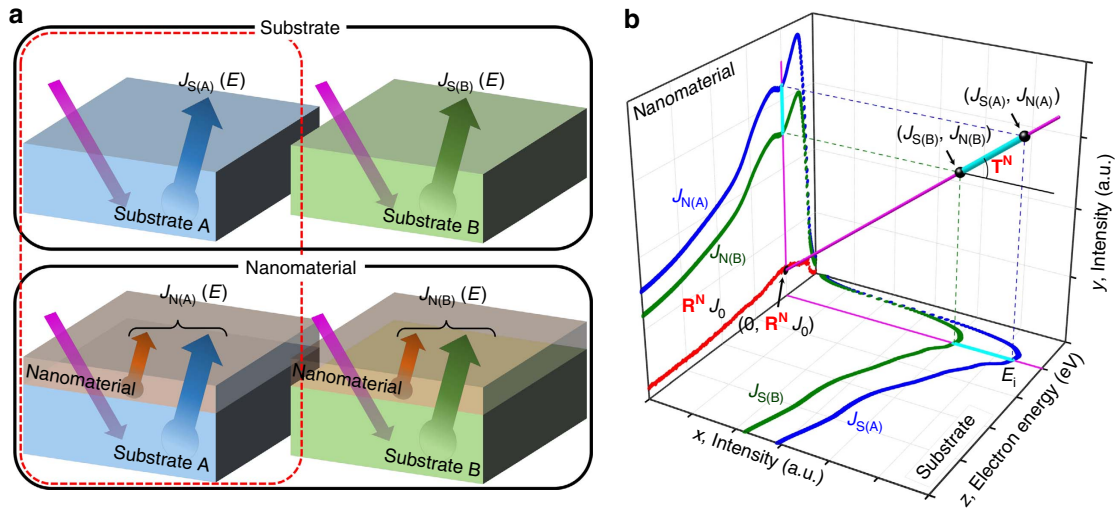 a
Substrate
J_S(A) (E)
J_S(B) (E)
Substrate A
Substrate B
Nanomaterial
J_N(A) (E)
J_N(B) (E)
Nanomaterial
Nanomaterial
Substrate A
Substrate B
b
Nanomaterial
(J_S(A), J_N(A))
(J_S(B), J_N(B))
T^N
J_N(A)
J_N(B)
R^N J_0
(0, R^N J_0)
E_i
J_S(B)
J_S(A)
Substrate
x, Intensity (a.u.)
y, Intensity (a.u.)
z, Electron energy (eV)